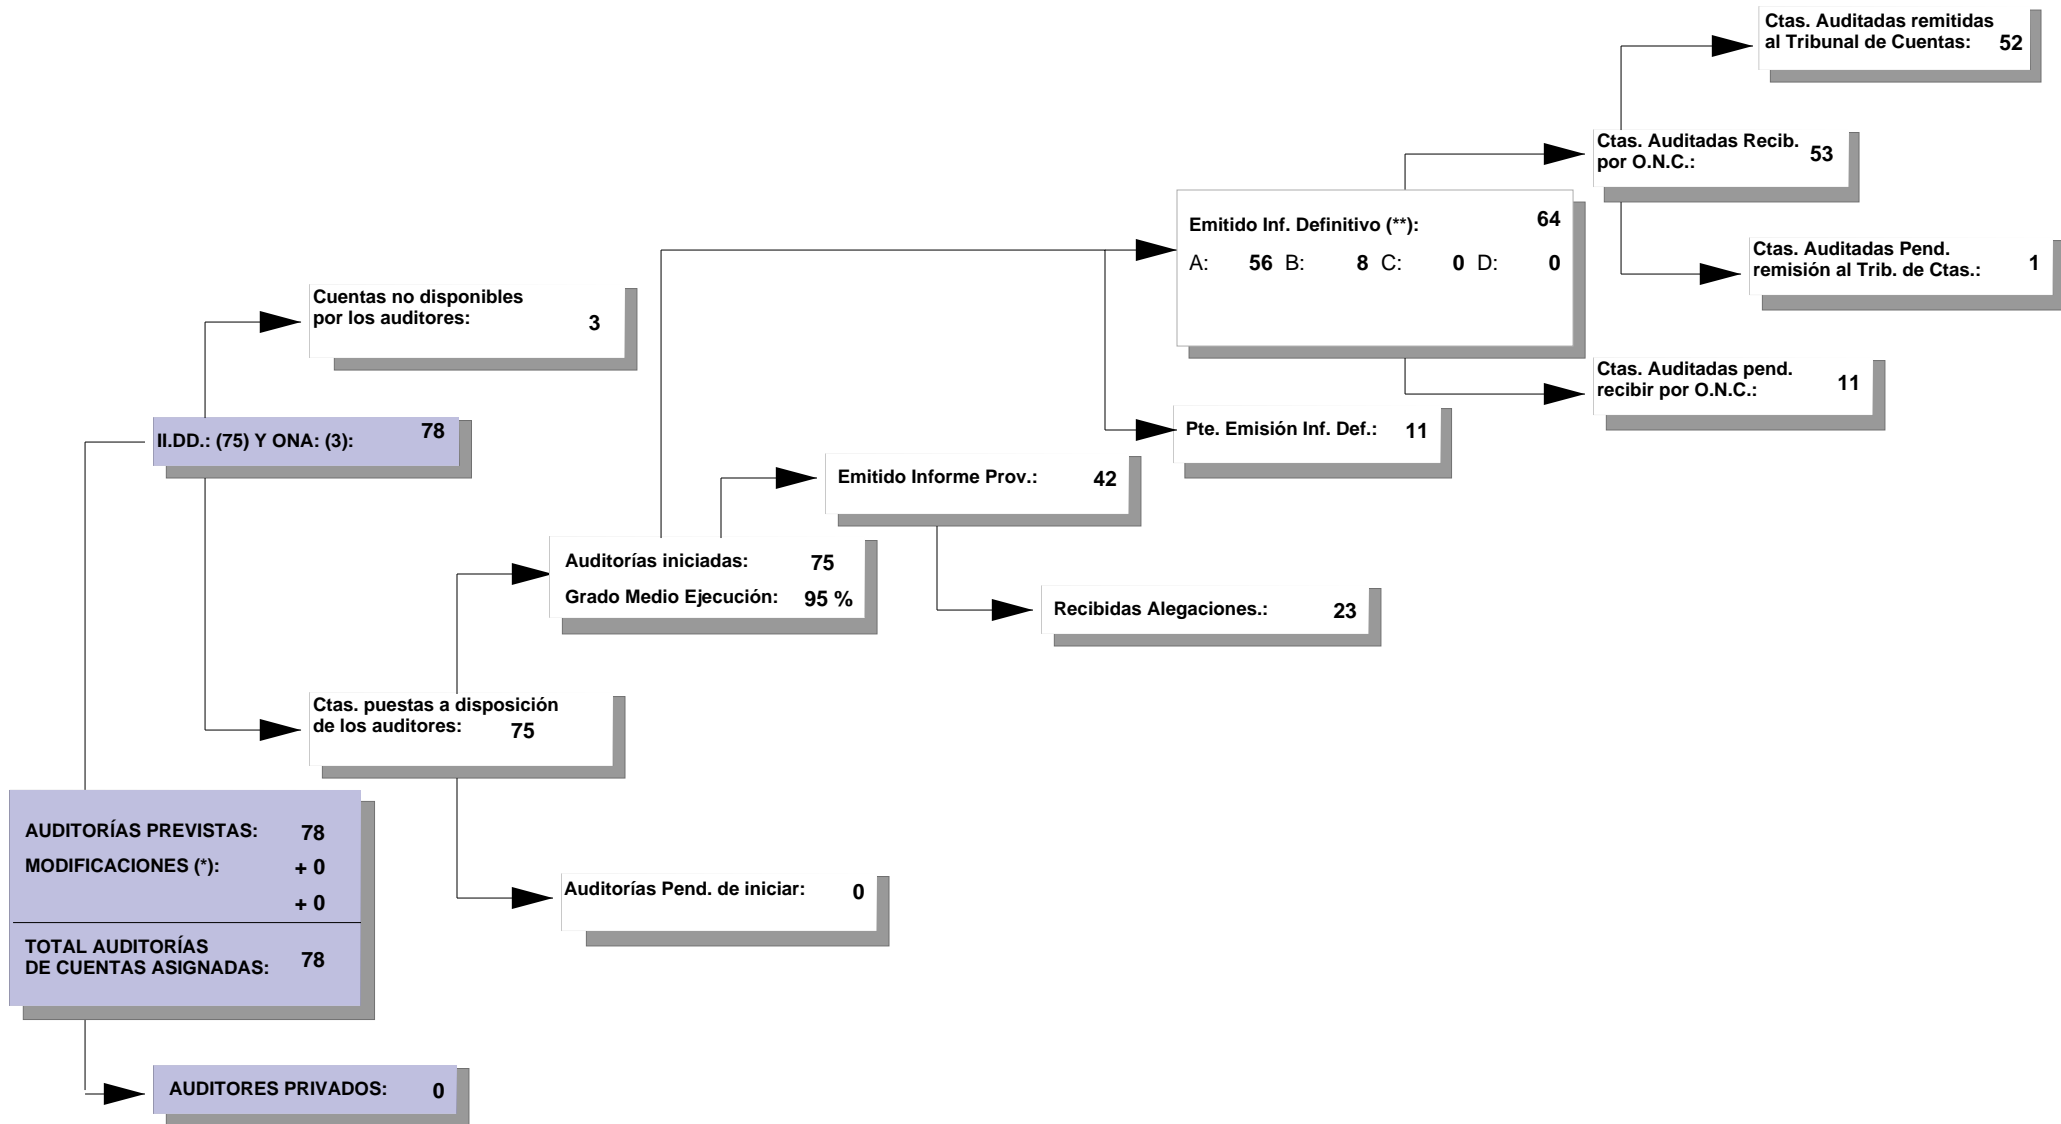 Ctas. Auditadas remitidas
al Tribunal de Cuentas: 52
Ctas. Auditadas Recib.
por O.N.C.: 53
Emitido Inf. Definitivo (**): 64
A: 56 B: 8 C: 0 D: 0
Ctas. Auditadas Pend.
remisión al Trib. de Ctas.: 1
Cuentas no disponibles
por los auditores: 3
Ctas. Auditadas pend.
recibir por O.N.C.: 11
II.DD.: (75) Y ONA: (3): 78
Pte. Emisión Inf. Def.: 11
Emitido Informe Prov.: 42
Auditorías iniciadas: 75
Grado Medio Ejecución: 95 %
Recibidas Alegaciones.: 23
Ctas. puestas a disposición
de los auditores: 75
AUDITORÍAS PREVISTAS: 78
MODIFICACIONES (*): + 0
+ 0
TOTAL AUDITORÍAS
DE CUENTAS ASIGNADAS: 78
Auditorías Pend. de iniciar: 0
AUDITORES PRIVADOS: 0